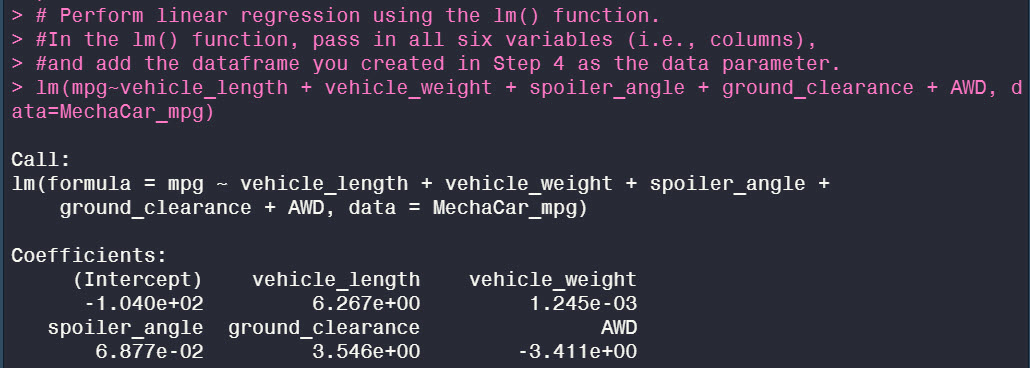 > # Perform linear regression using the lm() function.
> #In the lm() function, pass in all six variables (i.e., columns),
> #and add the dataframe you created in Step 4 as the data parameter.
> lm(mpg~vehicle_length + vehicle_weight + spoiler_angle + ground_clearance + AWD, d
ata=MechaCar_mpg)
Call:
lm(formula = mpg ~ vehicle_length + vehicle_weight + spoiler_angle +
    ground_clearance + AWD, data = MechaCar_mpg)
Coefficients:
     (Intercept)    vehicle_length    vehicle_weight
      -1.040e+02         6.267e+00         1.245e-03
   spoiler_angle  ground_clearance               AWD
       6.877e-02         3.546e+00        -3.411e+00